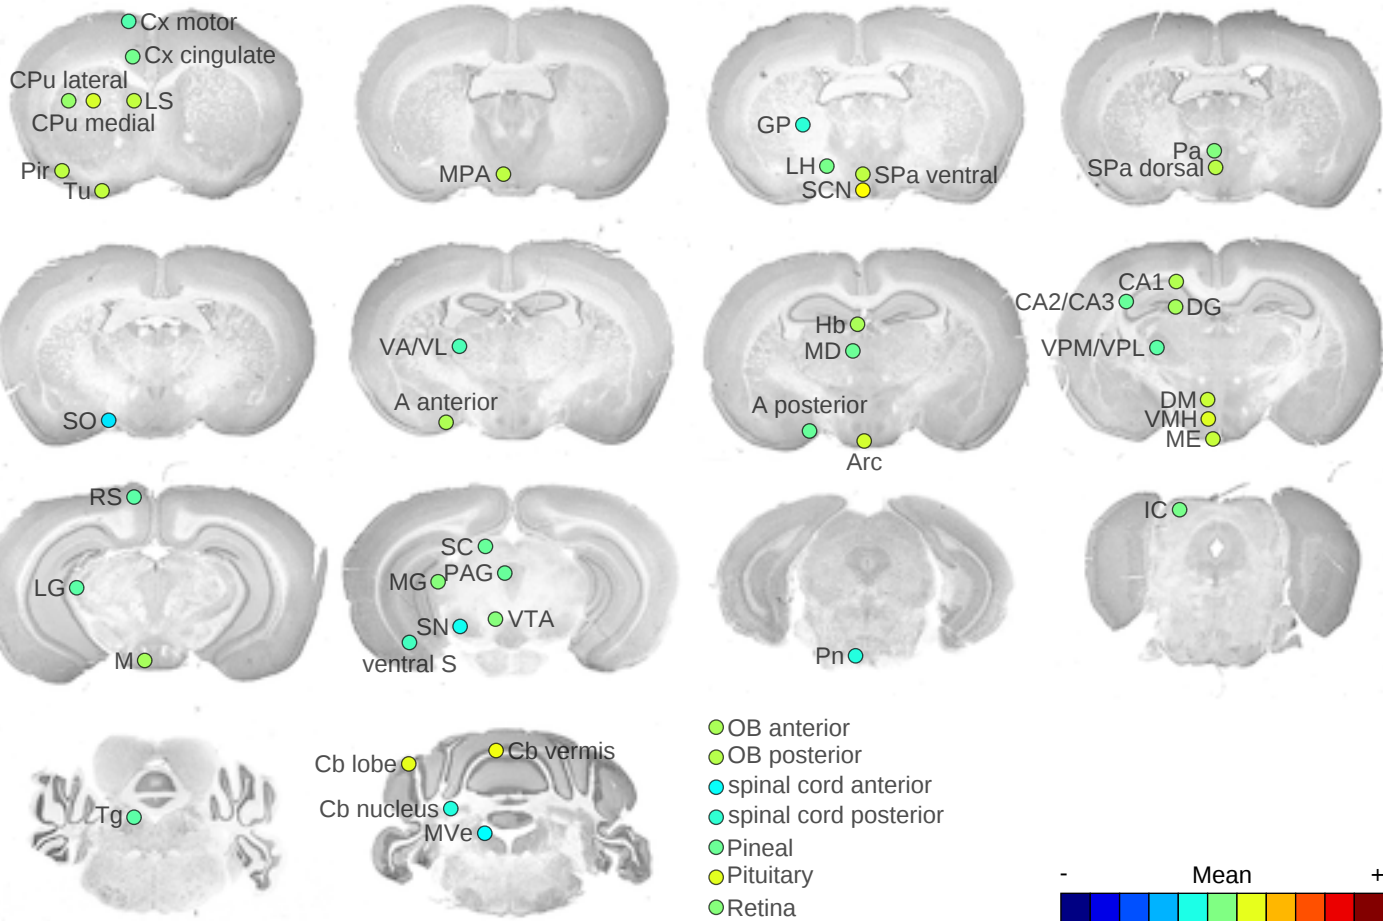 Cx motor
Cx cingulate
CPu lateral
LS
CPu medial
Pir
Tu
MPA
GP
LH
SPa ventral
SCN
Pa
SPa dorsal
SO
VA/VL
A anterior
Hb
MD
A posterior
Arc
CA1
CA2/CA3
DG
VPM/VPL
DM
VMH
ME
RS
LG
M
SC
MG
PAG
SN
VTA
ventral S
Pn
IC
Tg
Cb lobe
Cb vermis
Cb nucleus
MVe
OB anterior
OB posterior
spinal cord anterior
spinal cord posterior
Pineal
Pituitary
Retina
- Mean +